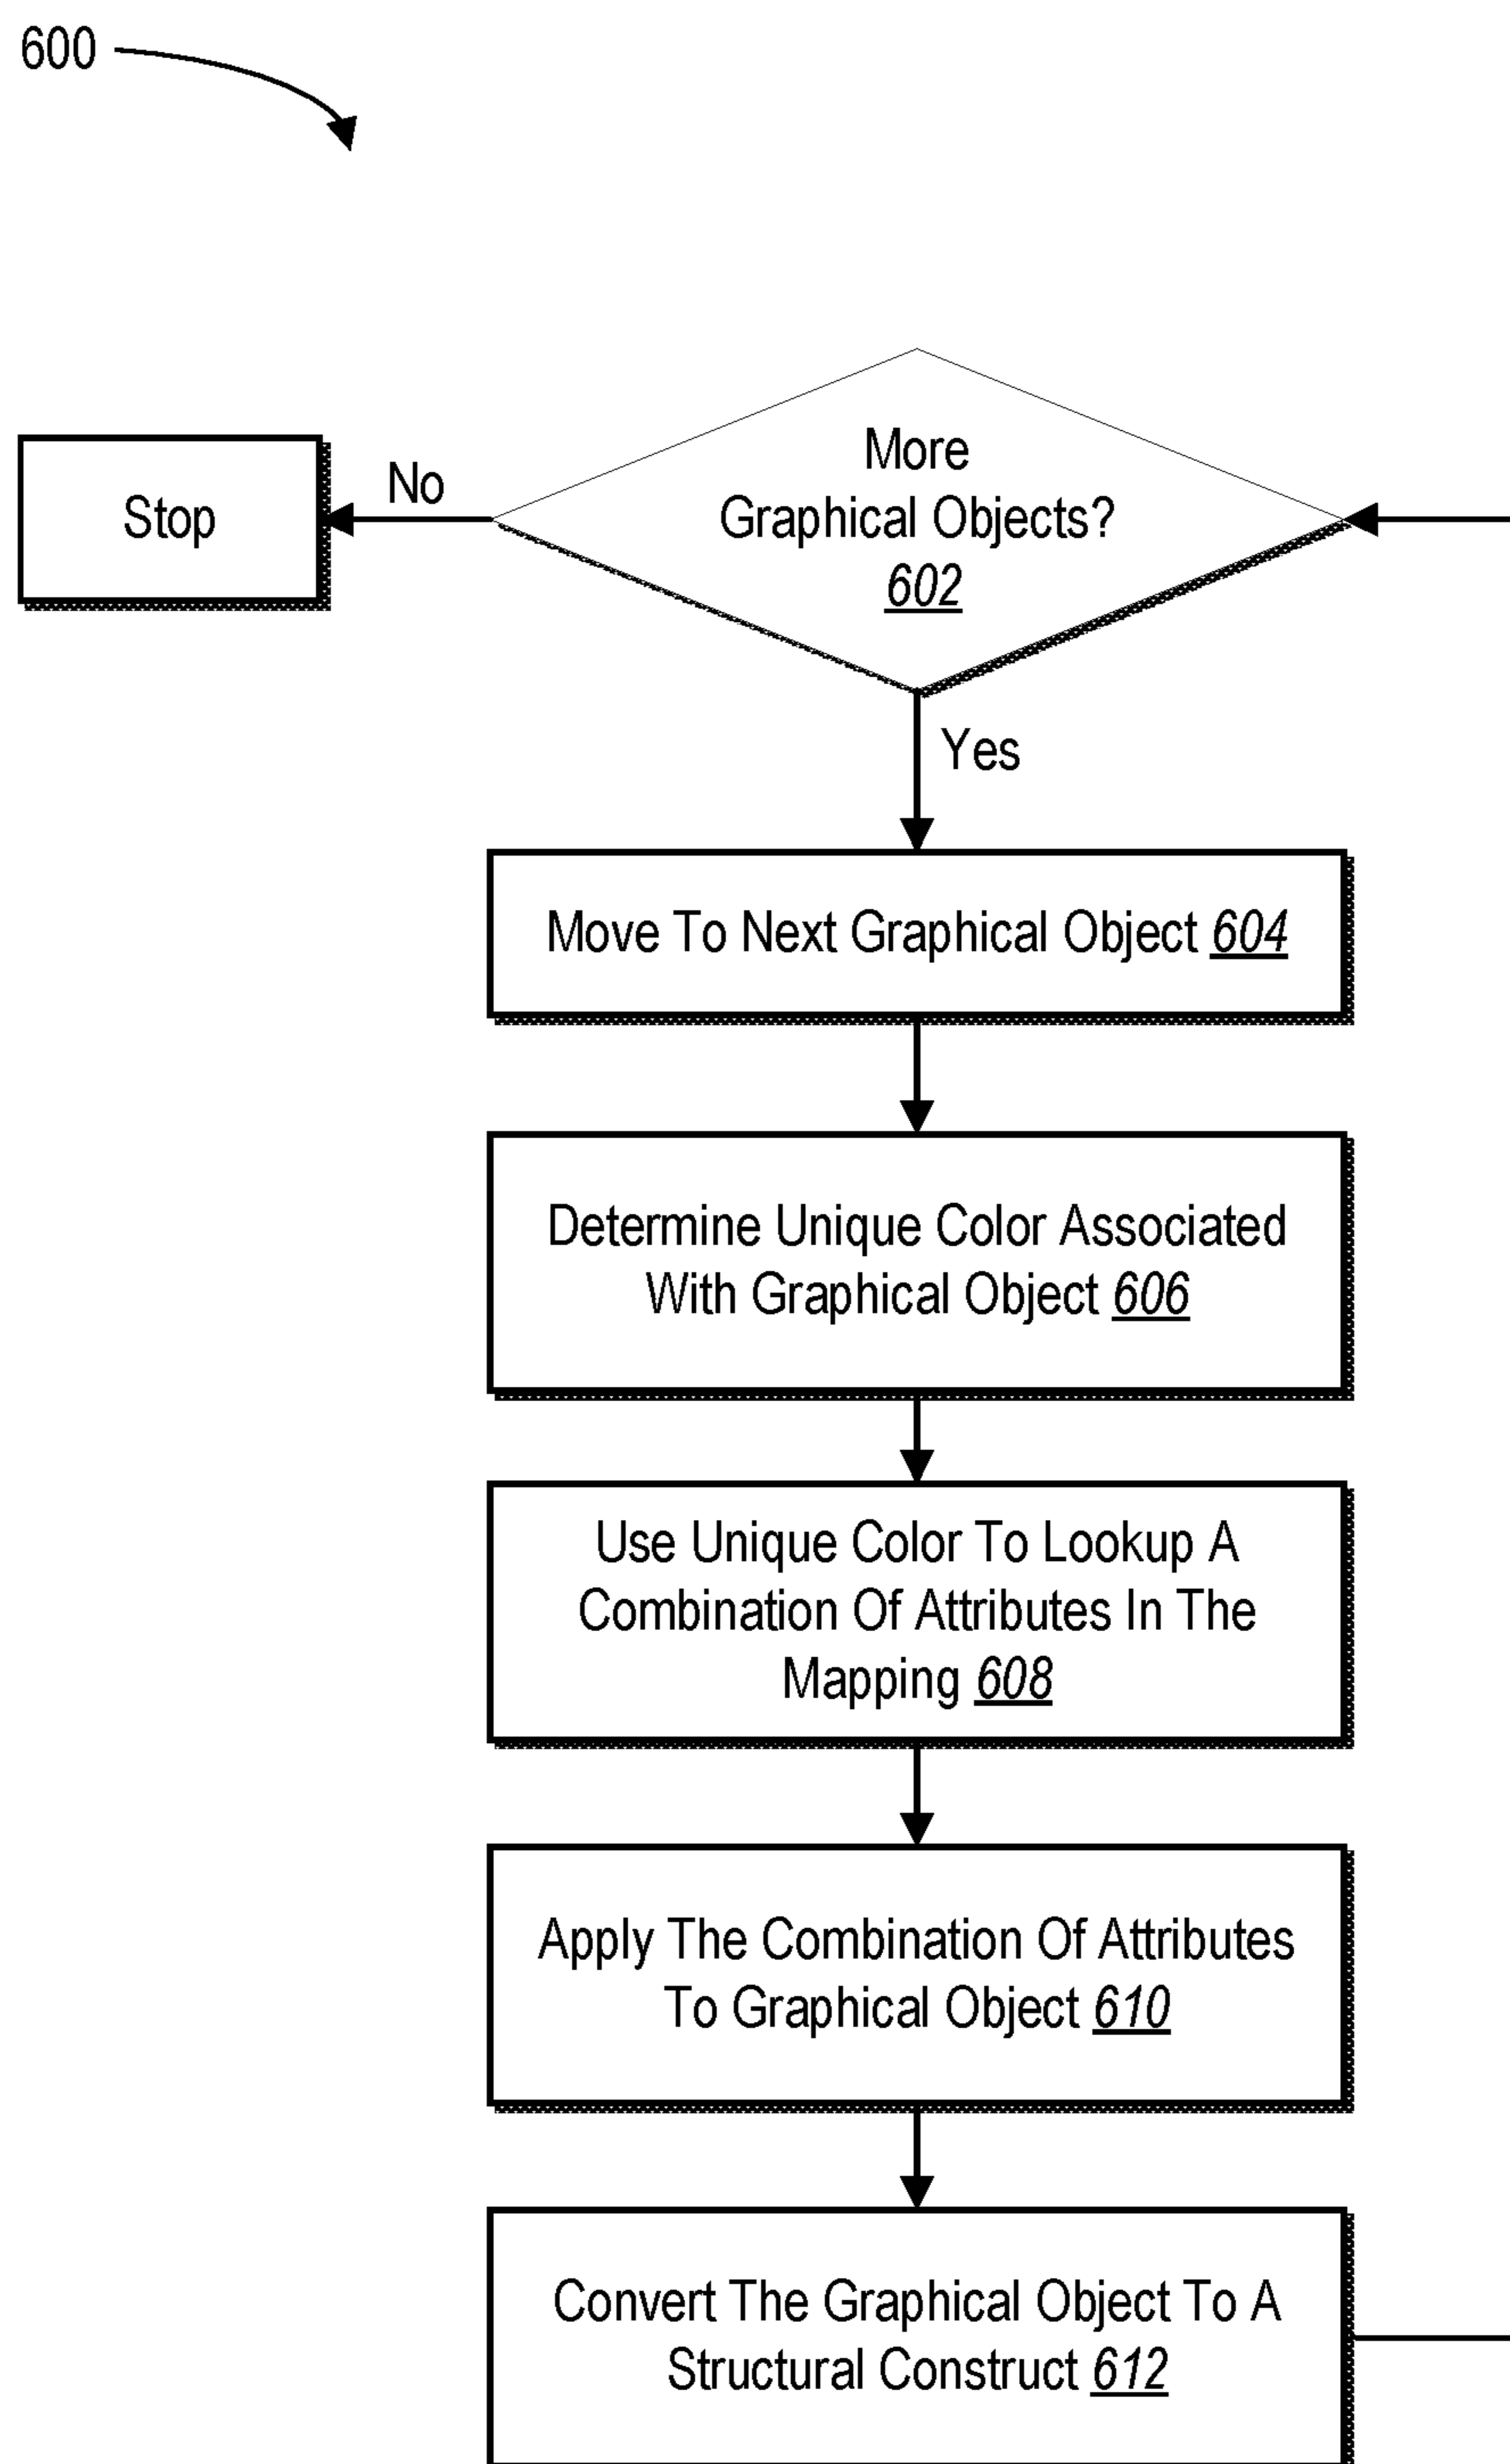 600
More
Graphical Objects?
602
No
Stop
Yes
Move To Next Graphical Object 604
Determine Unique Color Associated
With Graphical Object 606
Use Unique Color To Lookup A
Combination Of Attributes In The
Mapping 608
Apply The Combination Of Attributes
To Graphical Object 610
Convert The Graphical Object To A
Structural Construct 612